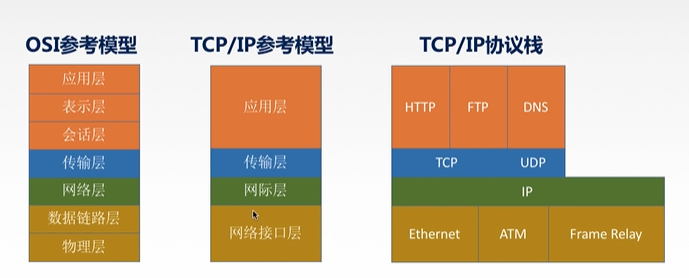 OSI参考模型
应用层
表示层
会话层
传输层
网络层
数据链路层
物理层
TCP/IP参考模型
应用层
传输层
网际层
网络接口层
TCP/IP协议栈
HTTP FTP DNS
TCP UDP
IP
Ethernet ATM Frame Relay